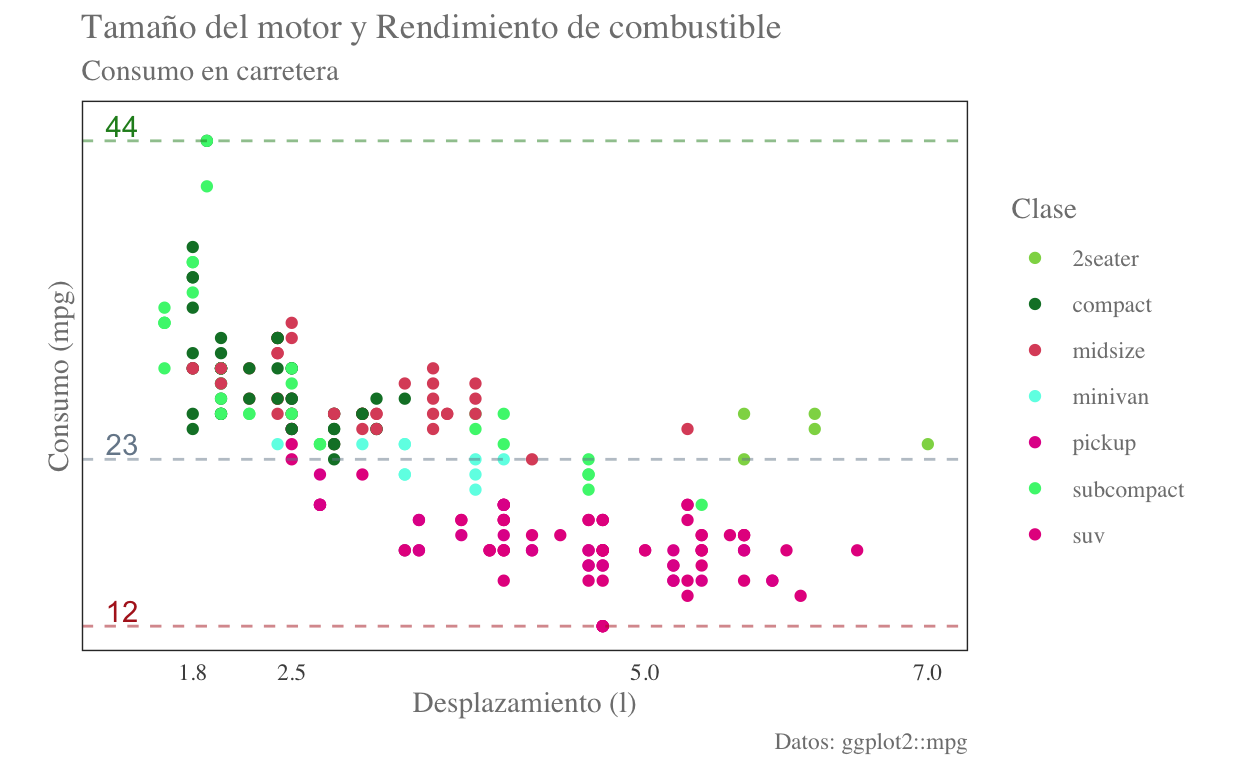 Tamaño del motor y Rendimiento de combustible
Consumo en carretera
Consumo (mpg)
44
23
12
1.8 2.5 5.0 7.0
Desplazamiento (l)
Clase
2seater
compact
midsize
minivan
pickup
subcompact
suv
Datos: ggplot2::mpg